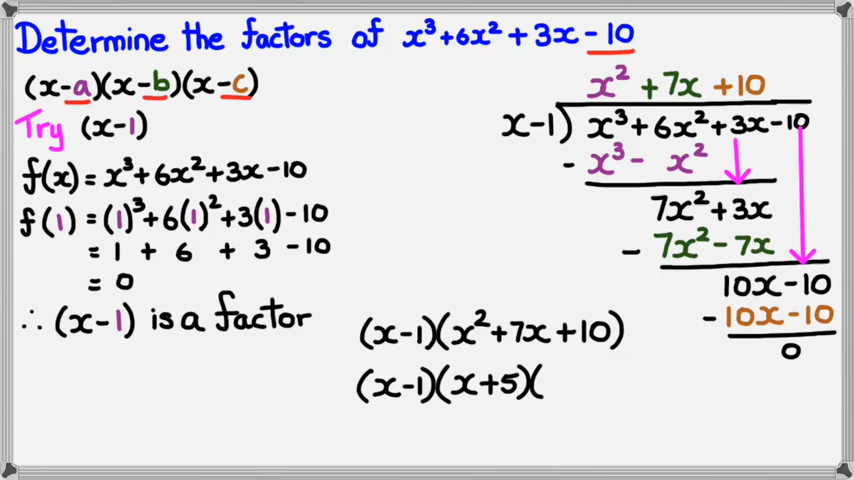 Determine the factors of x³+6x²+3x-10
(x-a)(x-b)(x-c)
Try (x-1)
f(x)=x³+6x²+3x-10
f(1)=(1)³+6(1)²+3(1)-10
=1+6+3-10
=0
∴ (x-1) is a factor
x²+7x+10
x-1)x³+6x²+3x-10
-x³-x²
7x²+3x
-7x²-7x
10x-10
-10x-10
0
(x-1)(x²+7x+10)
(x-1)(x+5)(